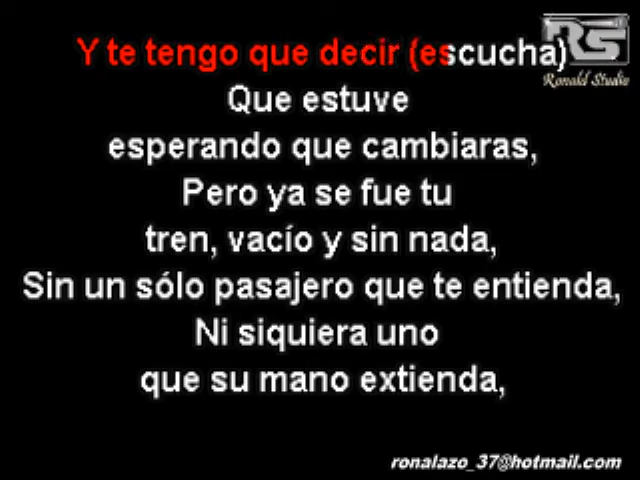 RS
Ronald Studio
Y te tengo que decir (escucha)
Que estuve
esperando que cambiaras,
Pero ya se fue tu
tren, vacío y sin nada,
Sin un sólo pasajero que te entienda,
Ni siquiera uno
que su mano extienda,
ronalazo_37@hotmail.com